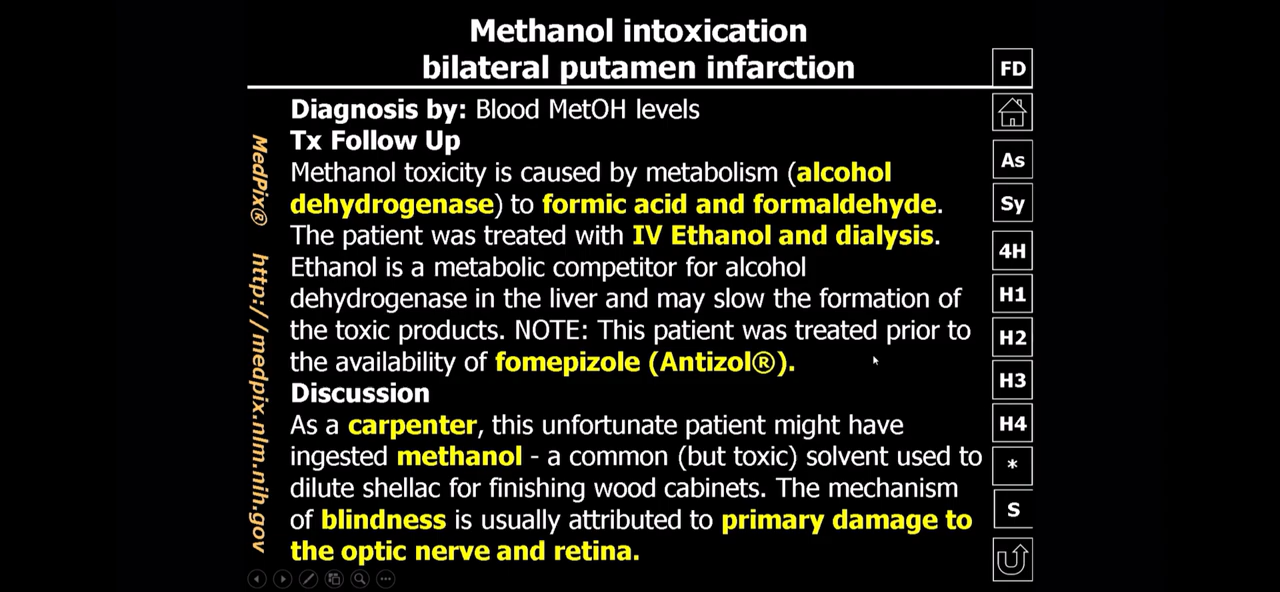 Methanol intoxication
bilateral putamen infarction
Diagnosis by: Blood MetOH levels
Tx Follow Up
Methanol toxicity is caused by metabolism (alcohol
dehydrogenase) to formic acid and formaldehyde.
The patient was treated with IV Ethanol and dialysis.
Ethanol is a metabolic competitor for alcohol
dehydrogenase in the liver and may slow the formation of
the toxic products. NOTE: This patient was treated prior to
the availability of fomepizole (Antizol®).
Discussion
As a carpenter, this unfortunate patient might have
ingested methanol - a common (but toxic) solvent used to
dilute shellac for finishing wood cabinets. The mechanism
of blindness is usually attributed to primary damage to
the optic nerve and retina.
MedPix® http://medpix.nlm.nih.gov
FD
As
Sy
4H
H1
H2
H3
H4
*
S